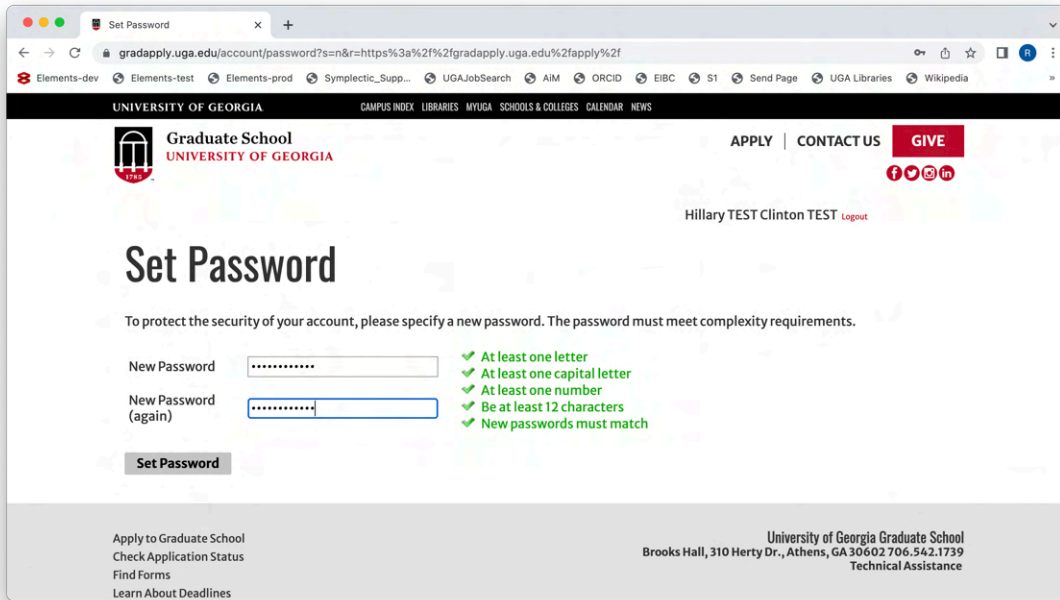 Set Password
gradapply.uga.edu/account/password?s=n&r=https%3a%2f%2fgradapply.uga.edu%2fapply%2f
R
Elements-dev Elements-test Elements-prod Symplectic_Supp... UGAJobSearch AiM ORCID EIBC S1 Send Page UGA Libraries Wikipedia »
UNIVERSITY OF GEORGIA CAMPUS INDEX LIBRARIES MYUGA SCHOOLS & COLLEGES CALENDAR NEWS
1785
Graduate School
UNIVERSITY OF GEORGIA
APPLY | CONTACT US GIVE
Hillary TEST Clinton TEST Logout
Set Password
To protect the security of your account, please specify a new password. The password must meet complexity requirements.
New Password ••••••••••••
New Password
(again) ••••••••••••
At least one letter
At least one capital letter
At least one number
Be at least 12 characters
New passwords must match
Set Password
Apply to Graduate School
Check Application Status
Find Forms
Learn About Deadlines
University of Georgia Graduate School
Brooks Hall, 310 Herty Dr., Athens, GA 30602 706.542.1739
Technical Assistance